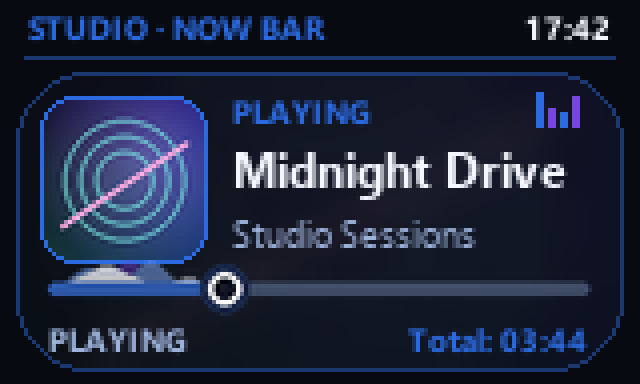 STUDIO · NOW BAR 17:42
PLAYING
Midnight Drive
Studio Sessions
PLAYING Total: 03:44